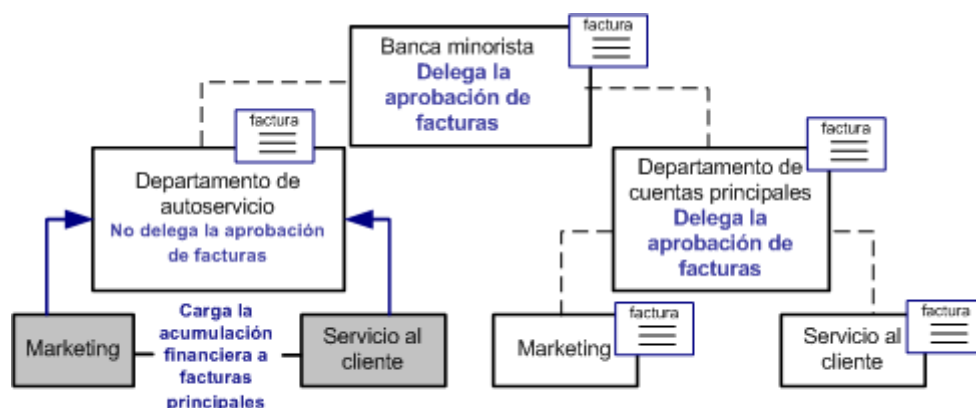 factura
Banca minorista
Delega la
aprobación de
facturas
factura
Departamento de
autoservicio
No delega la aprobación
de facturas
factura
Departamento de
cuentas principales
Delega la
aprobación de
facturas
Marketing
Carga la
acumulación
financiera a
facturas
principales
Servicio al
cliente
factura
Marketing
factura
Servicio al
cliente